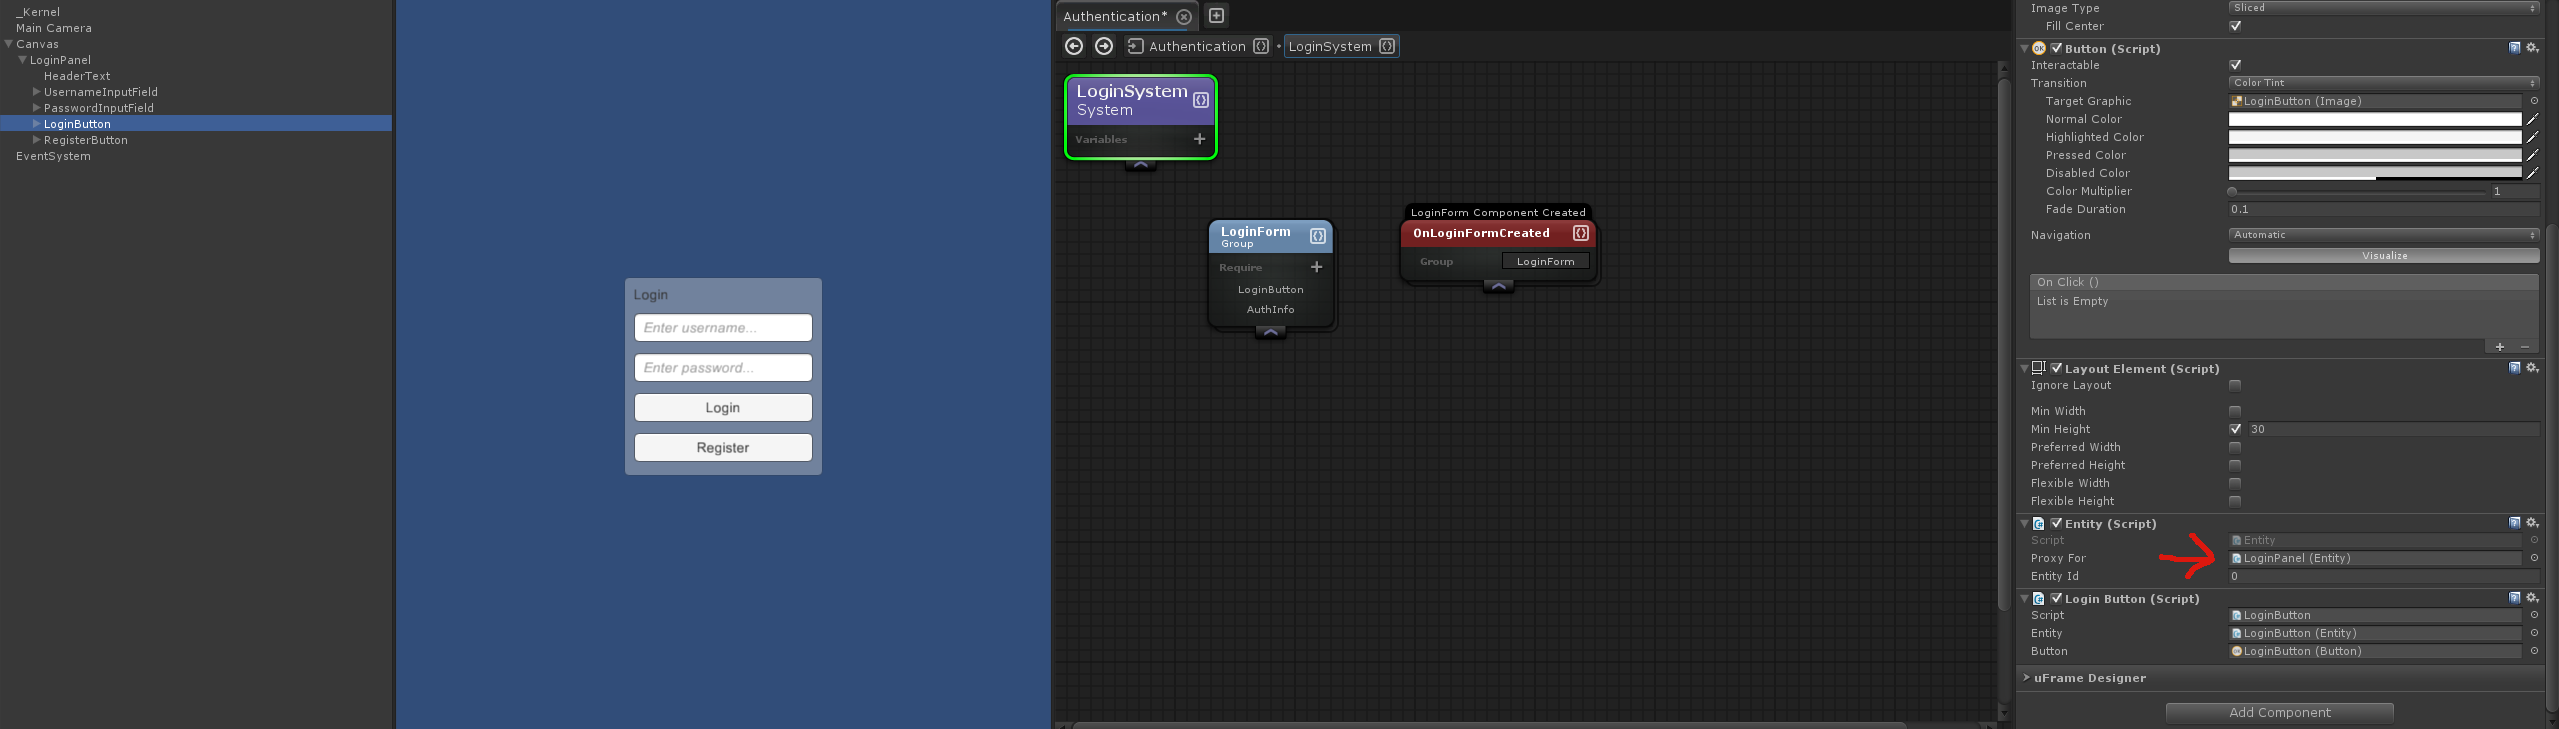 _Kernel
Main Camera
Canvas
LoginPanel
HeaderText
UsernameInputField
PasswordInputField
LoginButton
RegisterButton
EventSystem
Login
Enter username...
Enter password...
Login
Register
Authentication*
Authentication
LoginSystem
LoginSystem
System
Variables
LoginForm
Group
Require
LoginButton
AuthInfo
LoginForm Component Created
OnLoginFormCreated
Group LoginForm
Image Type Sliced
Fill Center
Button (Script)
Interactable
Transition Color Tint
Target Graphic LoginButton (Image)
Normal Color
Highlighted Color
Pressed Color
Disabled Color
Color Multiplier 1
Fade Duration 0.1
Navigation Automatic
Visualize
On Click ()
List is Empty
Layout Element (Script)
Ignore Layout
Min Width
Min Height 30
Preferred Width
Preferred Height
Flexible Width
Flexible Height
Entity (Script)
Script Entity
Proxy For LoginPanel (Entity)
Entity Id 0
Login Button (Script)
Script LoginButton
Entity LoginButton (Entity)
Button LoginButton (Button)
uFrame Designer
Add Component